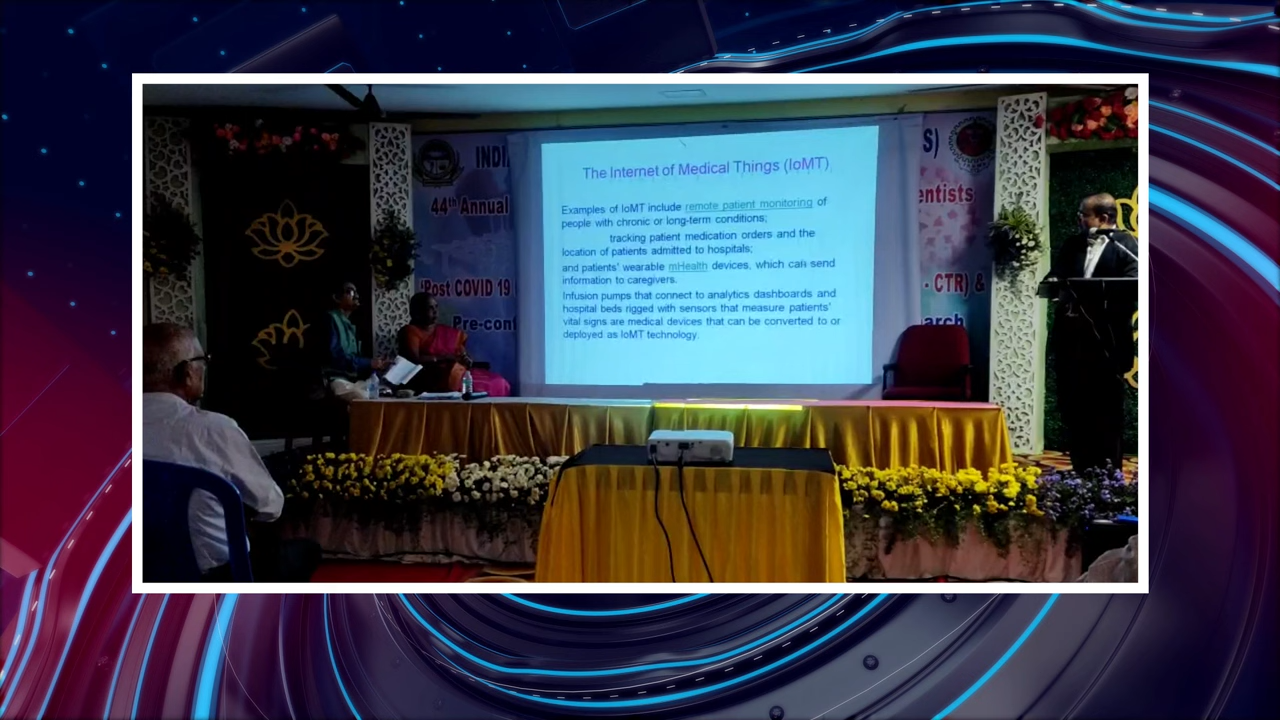 INDI
S)
44th Annual
entists
'Post COVID 19
- CTR) &
Pre-conf
arch
The Internet of Medical Things (IoMT)
Examples of IoMT include remote patient monitoring of
people with chronic or long-term conditions;
tracking patient medication orders and the
location of patients admitted to hospitals;
and patients' wearable mHealth devices, which can send
information to caregivers.
Infusion pumps that connect to analytics dashboards and
hospital beds rigged with sensors that measure patients'
vital signs are medical devices that can be converted to or
deployed as IoMT technology.